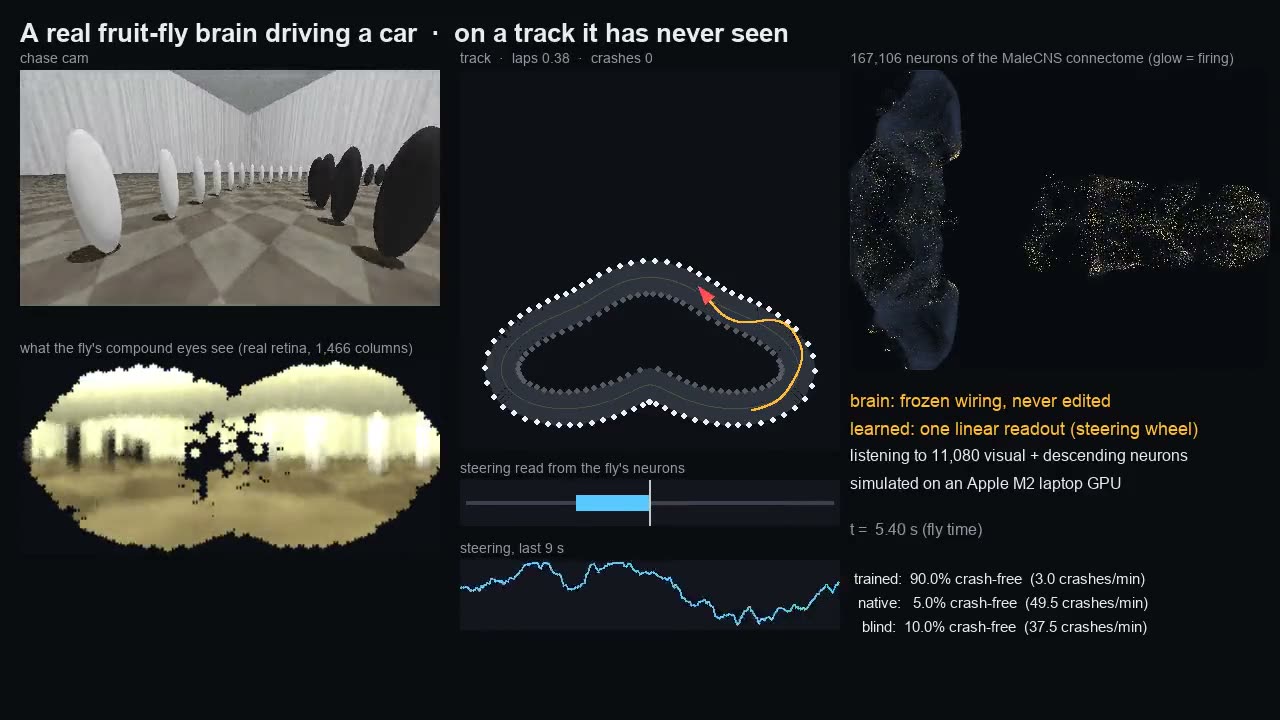 A real fruit-fly brain driving a car · on a track it has never seen
chase cam
track · laps 0.38 · crashes 0
167,106 neurons of the MaleCNS connectome (glow = firing)
what the fly's compound eyes see (real retina, 1,466 columns)
brain: frozen wiring, never edited
learned: one linear readout (steering wheel)
listening to 11,080 visual + descending neurons
simulated on an Apple M2 laptop GPU
steering read from the fly's neurons
t = 5.40 s (fly time)
steering, last 9 s
trained: 90.0% crash-free (3.0 crashes/min)
native: 5.0% crash-free (49.5 crashes/min)
blind: 10.0% crash-free (37.5 crashes/min)